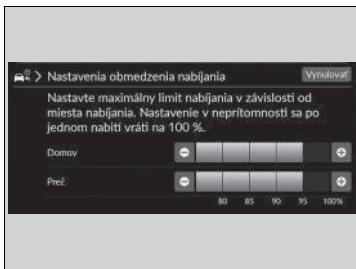 Nastavenia obmedzenia nabíjania
Vynulovať
Nastavte maximálny limit nabíjania v závislosti od
miesta nabíjania. Nastavenie v neprítomnosti sa po
jednom nabití vráti na 100 %.
Domov
Preč
80 85 90 95 100%